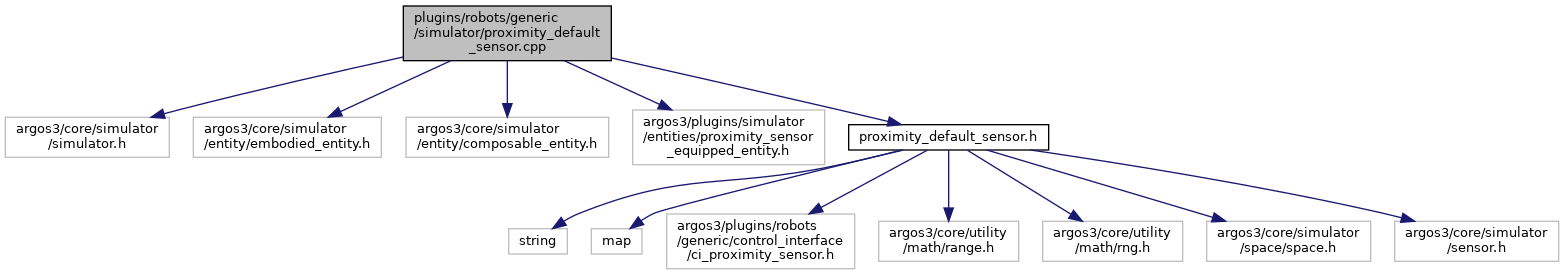 plugins/robots/generic
/simulator/proximity_default
_sensor.cpp
argos3/core/simulator
/simulator.h
argos3/core/simulator
/entity/embodied_entity.h
argos3/core/simulator
/entity/composable_entity.h
argos3/plugins/simulator
/entities/proximity_sensor
_equipped_entity.h
proximity_default_sensor.h
string
map
argos3/plugins/robots
/generic/control_interface
/ci_proximity_sensor.h
argos3/core/utility
/math/range.h
argos3/core/utility
/math/rng.h
argos3/core/simulator
/space/space.h
argos3/core/simulator
/sensor.h